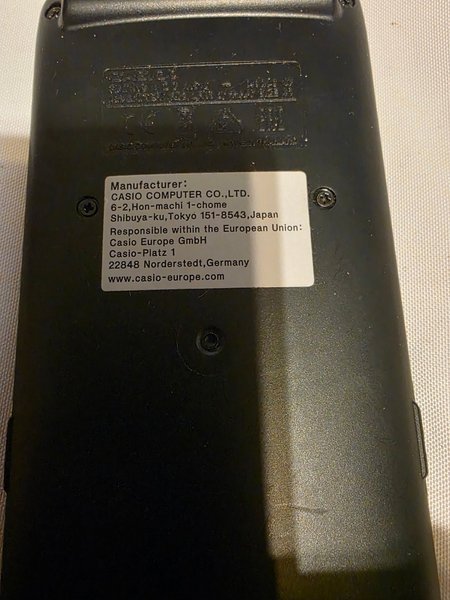 Manufacturer:
CASIO COMPUTER CO.,LTD.
6-2,Hon-machi 1-chome
Shibuya-ku,Tokyo 151-8543,Japan
Responsible within the European Union:
Casio Europe GmbH
Casio-Platz 1
22848 Norderstedt,Germany
www.casio-europe.com